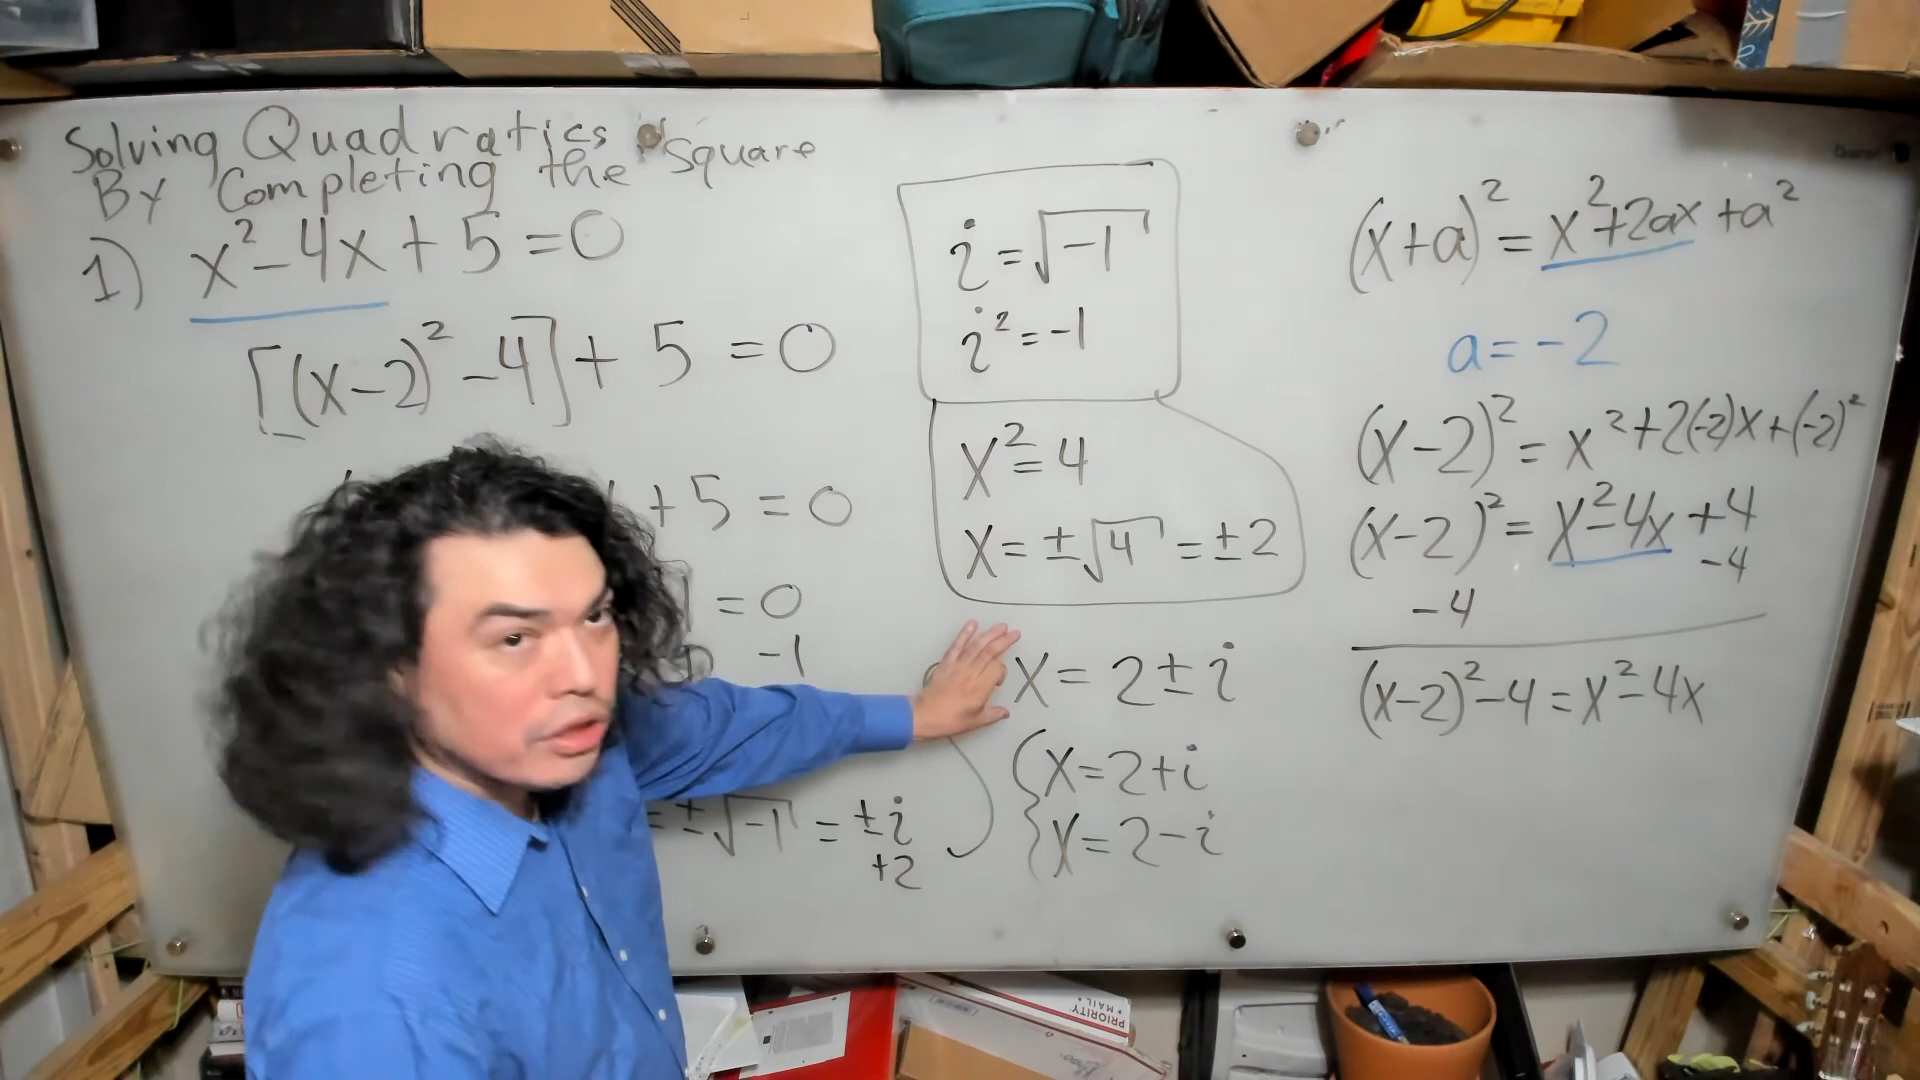 Solving Quadratics
By Completing the Square
1) x²-4x + 5 = 0
[(x-2)² -4] + 5 = 0
+ 5 = 0
= 0
-1
= ±√-1 = ±i
+2
i = √-1
i² = -1
x² = 4
x = ±√4 = ±2
x = 2 ± i
x = 2 + i
x = 2 - i
(x+a)² = x²+2ax + a²
a = -2
(x-2)² = x²+2(-2)x+(-2)²
(x-2)² = x²-4x + 4
-4
-4
(x-2)²-4 = x²-4x
PRIORITY
MAIL